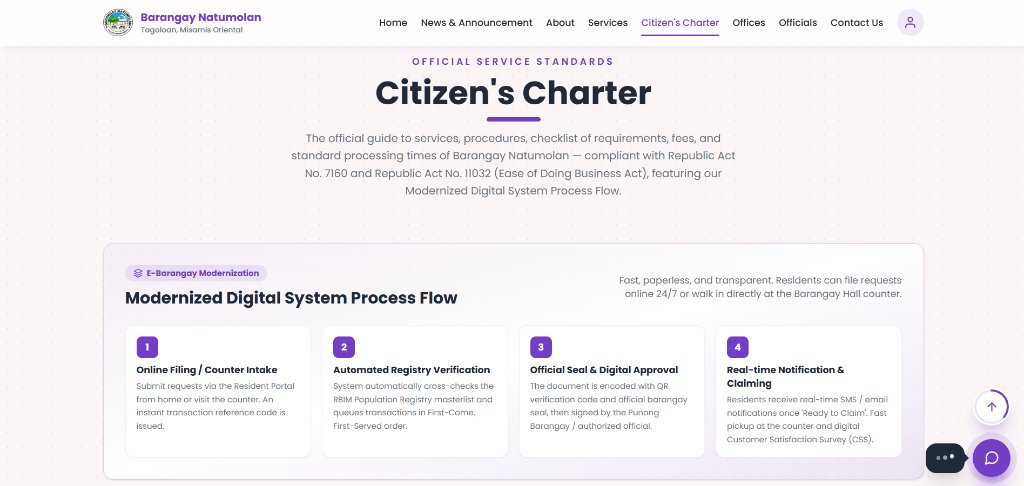 Barangay Natumolan
Tagoloan, Misamis Oriental
Home News & Announcement About Services Citizen's Charter Offices Officials Contact Us
OFFICIAL SERVICE STANDARDS
Citizen's Charter
The official guide to services, procedures, checklist of requirements, fees, and
standard processing times of Barangay Natumolan — compliant with Republic Act
No. 7160 and Republic Act No. 11032 (Ease of Doing Business Act), featuring our
Modernized Digital System Process Flow.
E-Barangay Modernization
Modernized Digital System Process Flow
Fast, paperless, and transparent. Residents can file requests
online 24/7 or walk in directly at the Barangay Hall counter.
1
Online Filing / Counter Intake
Submit requests via the Resident Portal
from home or visit the counter. An
instant transaction reference code is
issued.
2
Automated Registry Verification
System automatically cross-checks the
RBIM Population Registry masterlist and
queues transactions in First-Come,
First-Served order.
3
Official Seal & Digital Approval
The document is encoded with QR
verification code and official barangay
seal, then signed by the Punong
Barangay / authorized official.
4
Real-time Notification &
Claiming
Residents receive real-time SMS / email
notifications once 'Ready to Claim'. Fast
pickup at the counter and digital
Customer Satisfaction Survey (CSS).